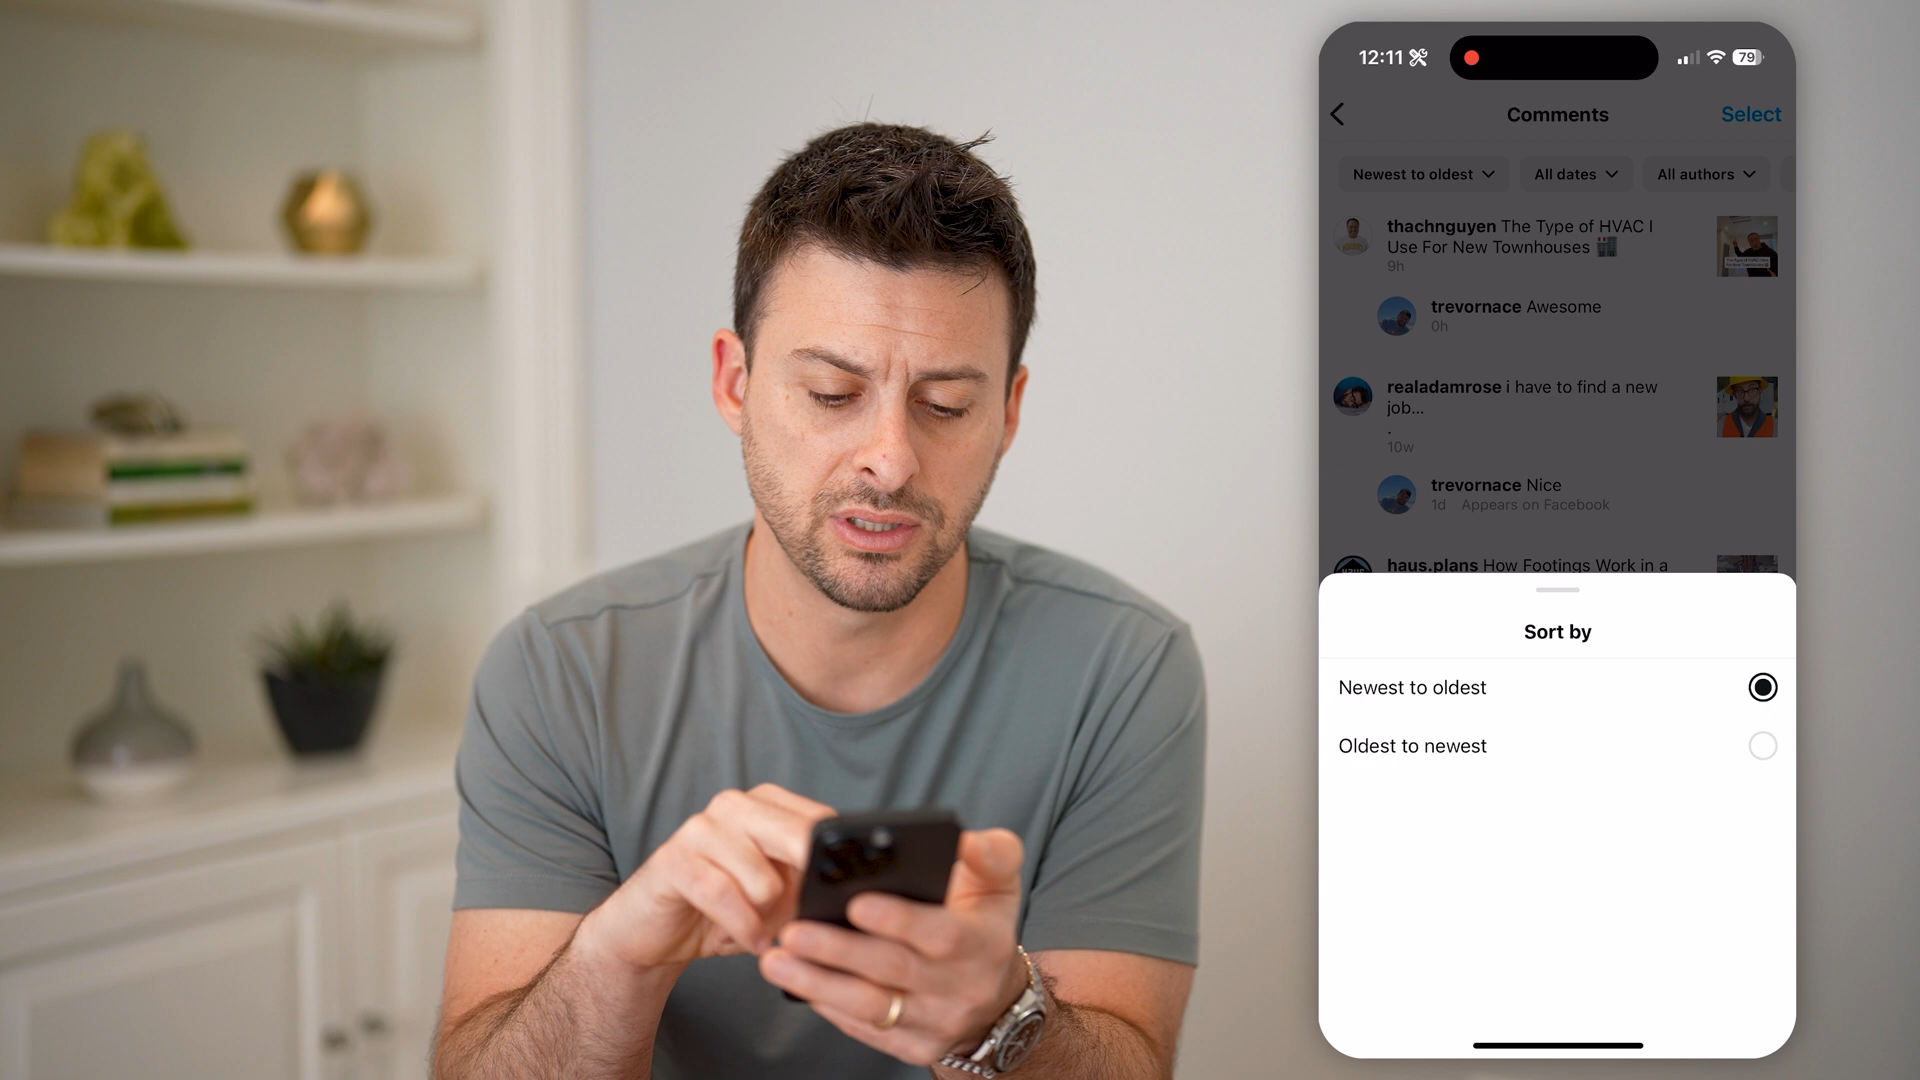 12:11
79
Comments
Select
Newest to oldest
All dates
All authors
thachnguyen The Type of HVAC I
Use For New Townhouses
9h
trevornace Awesome
0h
realadamrose i have to find a new
job...
.
10w
trevornace Nice
1d Appears on Facebook
haus.plans How Footings Work in a
Sort by
Newest to oldest
Oldest to newest